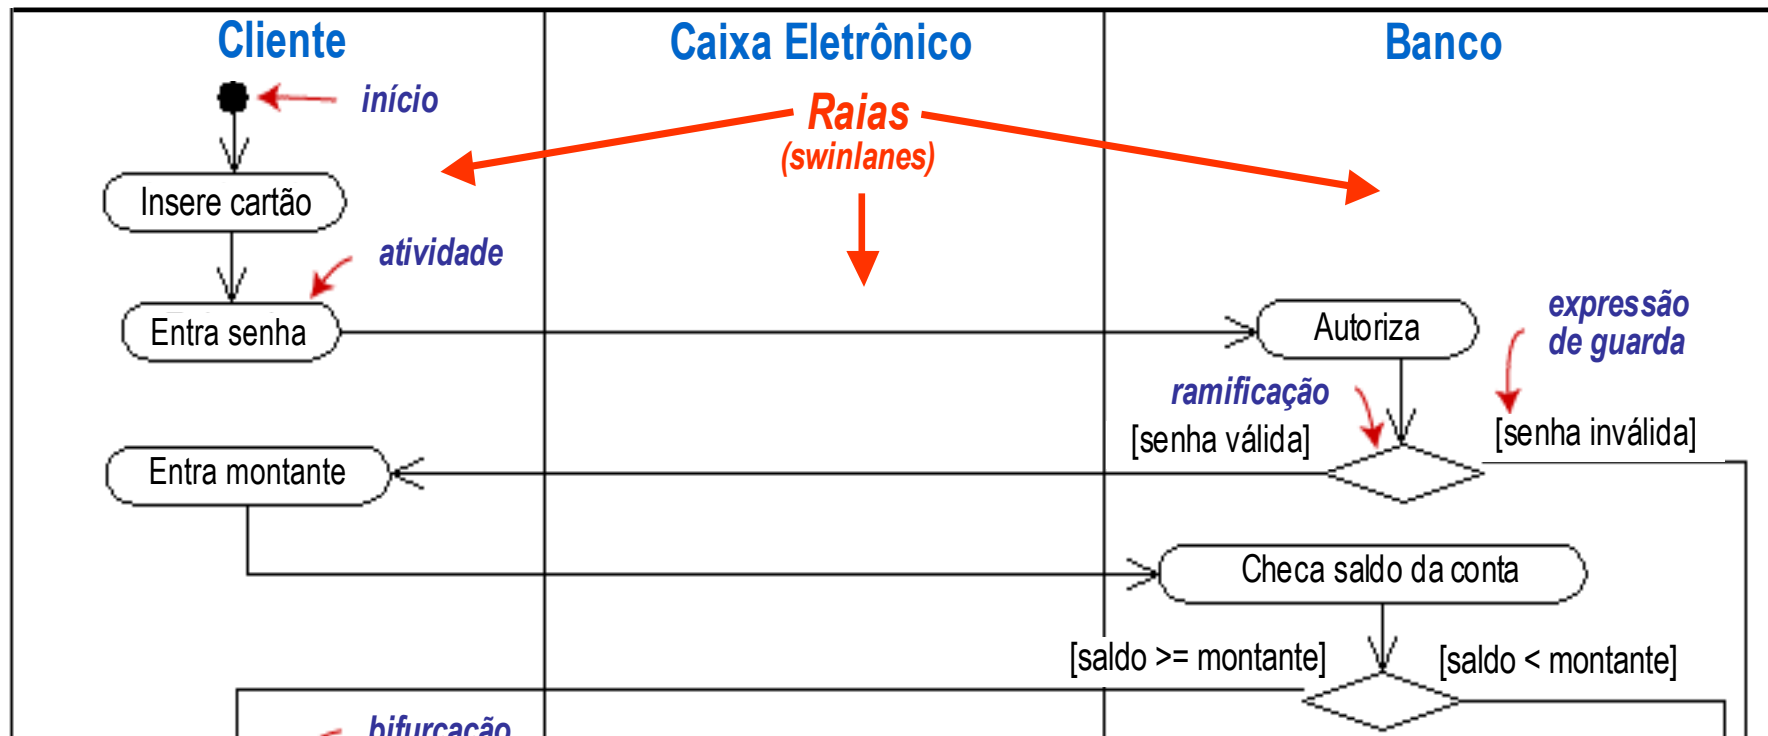 Cliente
Caixa Eletrônico
Banco
início
Raias
(swinlanes)
Insere cartão
atividade
Entra senha
Autoriza
expressão
de guarda
ramificação
[senha válida]
[senha inválida]
Entra montante
Checa saldo da conta
[saldo >= montante]
[saldo < montante]
bifurcação